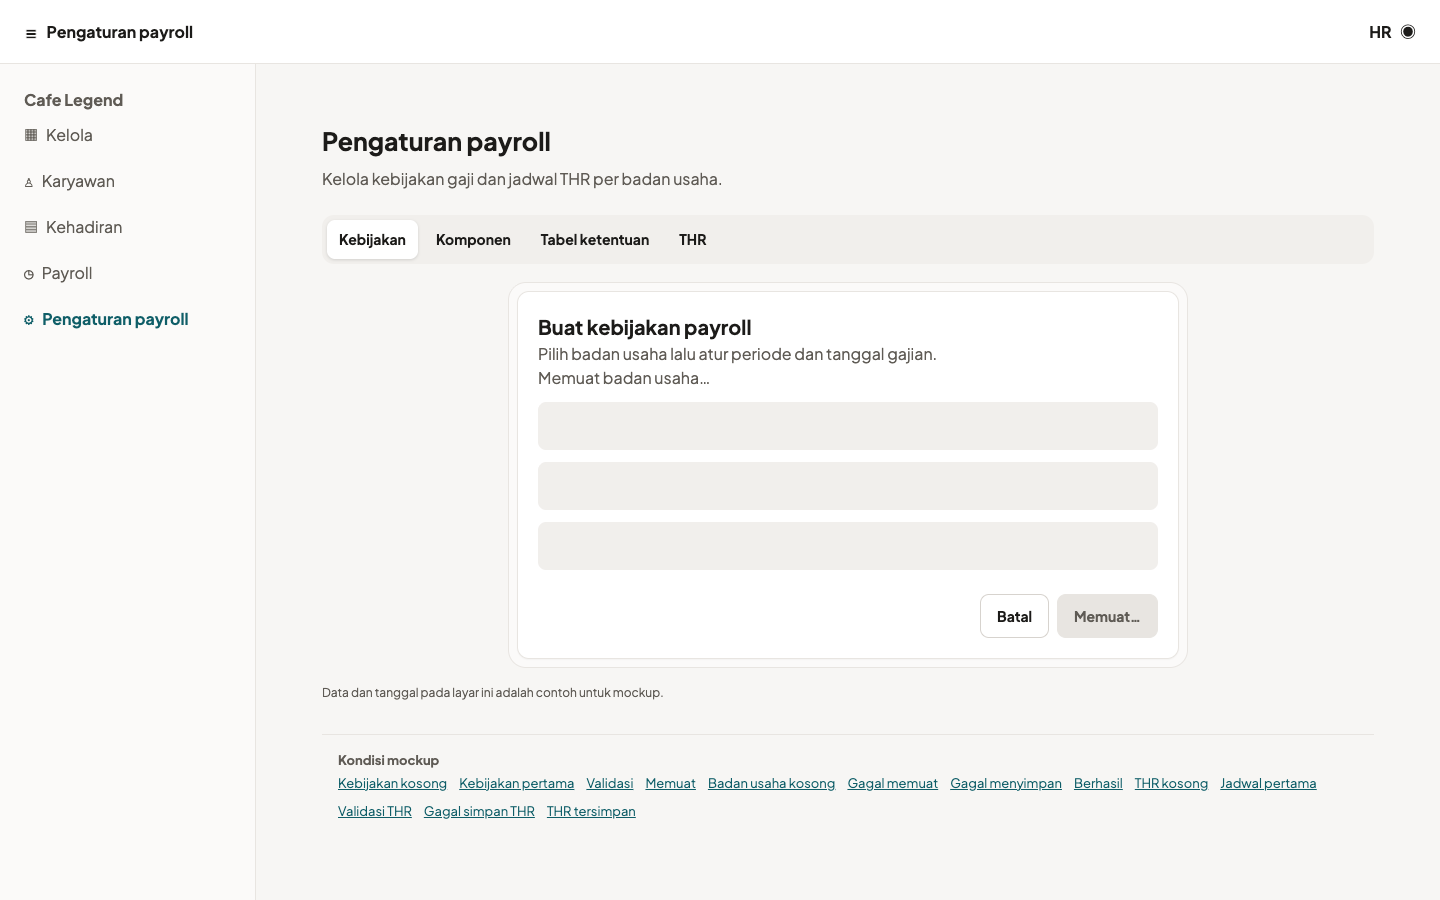 Pengaturan payroll
HR
Cafe Legend
Kelola
Karyawan
Kehadiran
Payroll
Pengaturan payroll
Pengaturan payroll
Kelola kebijakan gaji dan jadwal THR per badan usaha.
Kebijakan Komponen Tabel ketentuan THR
Buat kebijakan payroll
Pilih badan usaha lalu atur periode dan tanggal gajian.
Memuat badan usaha…
Batal Memuat…
Data dan tanggal pada layar ini adalah contoh untuk mockup.
Kondisi mockup
Kebijakan kosong Kebijakan pertama Validasi Memuat Badan usaha kosong Gagal memuat Gagal menyimpan Berhasil THR kosong Jadwal pertama
Validasi THR Gagal simpan THR THR tersimpan